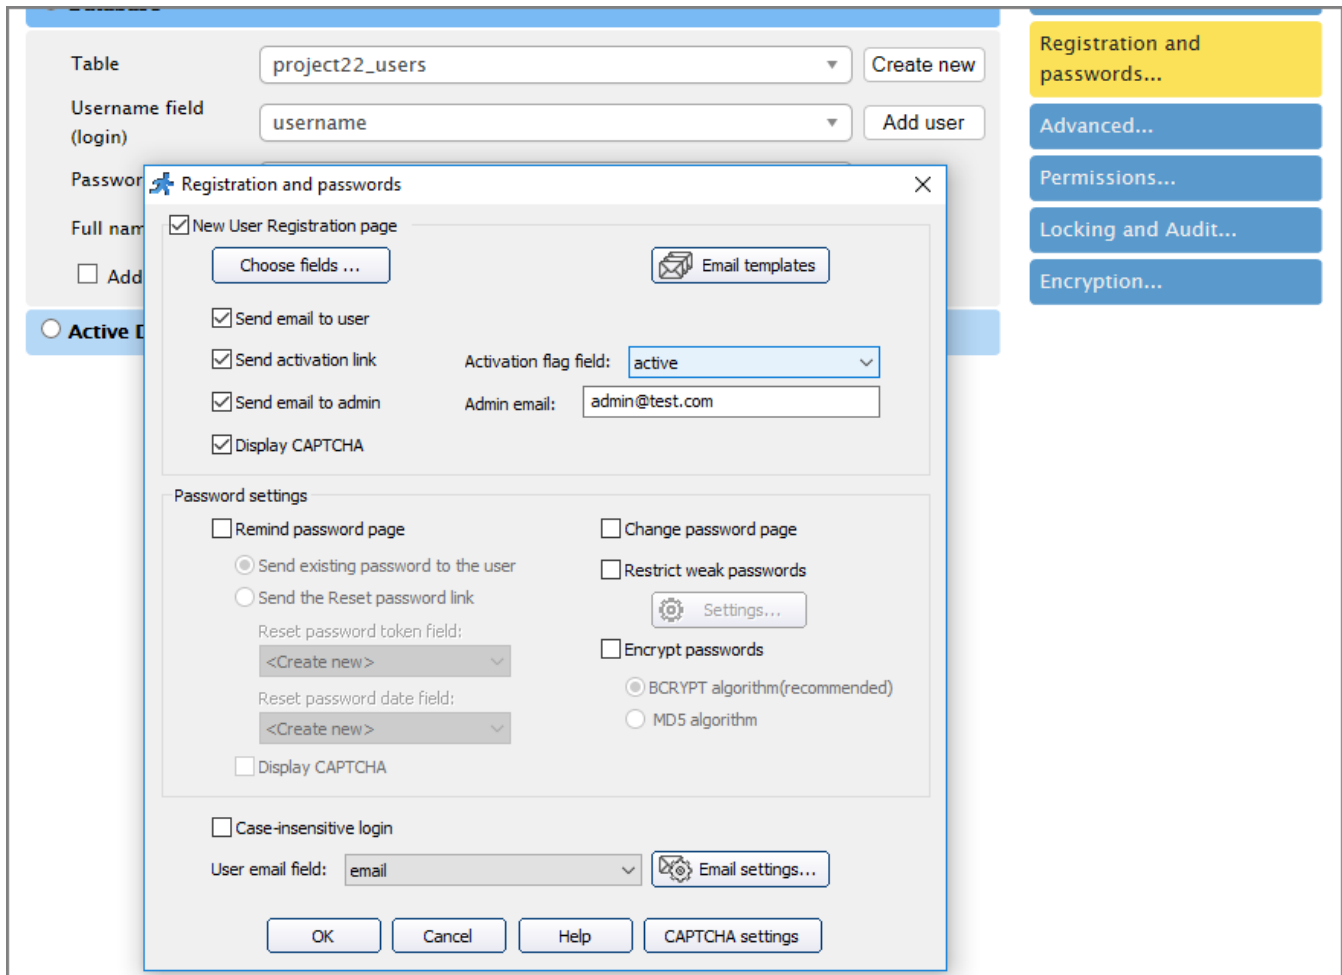 Table
project22_users
Create new
Username field
(login)
username
Add user
Passwor
Full nam
Add
Active D
Registration and
passwords...
Advanced...
Permissions...
Locking and Audit...
Encryption...
Registration and passwords
New User Registration page
Choose fields ...
Email templates
Send email to user
Send activation link
Activation flag field:
active
Send email to admin
Admin email:
admin@test.com
Display CAPTCHA
Password settings
Remind password page
Send existing password to the user
Send the Reset password link
Reset password token field:
<Create new>
Reset password date field:
<Create new>
Display CAPTCHA
Change password page
Restrict weak passwords
Settings...
Encrypt passwords
BCRYPT algorithm(recommended)
MD5 algorithm
Case-insensitive login
User email field:
email
Email settings...
OK
Cancel
Help
CAPTCHA settings